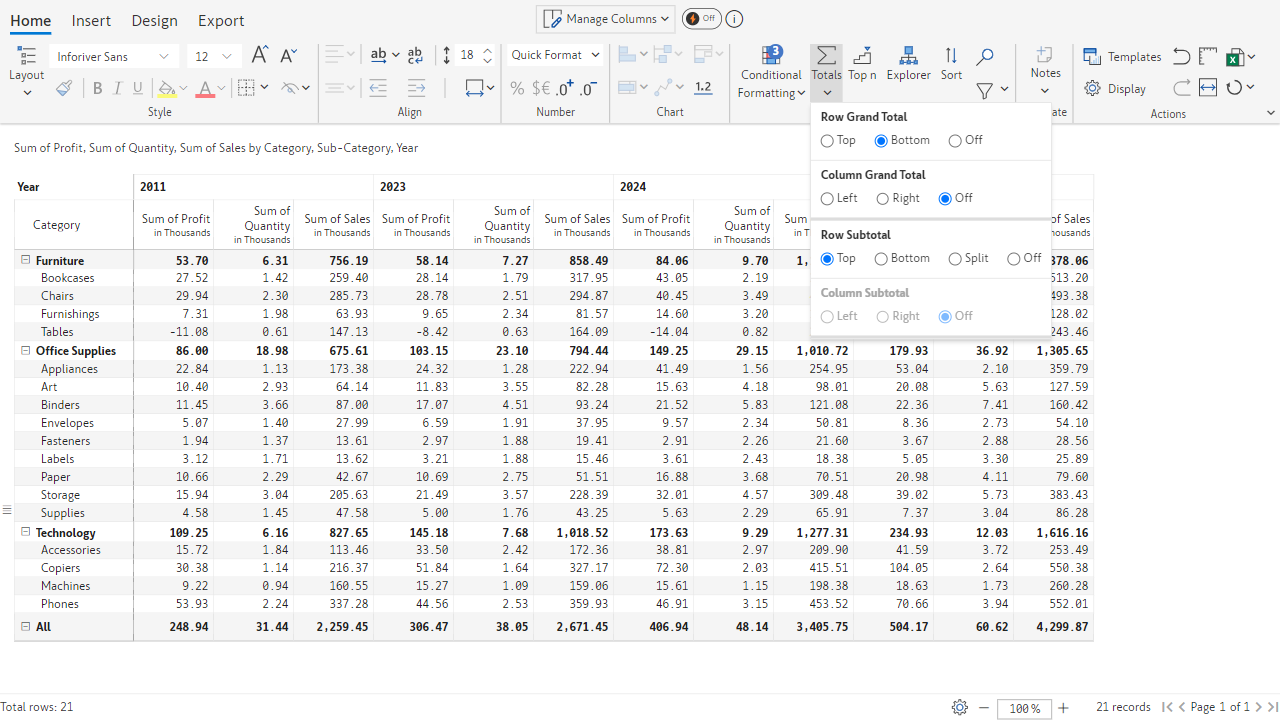 Home Insert Design Export Manage Columns Off
Layout Inforiver Sans 12 18 Quick Format
Conditional Formatting Totals Top n Explorer Sort Notes Templates
B I U ab ab c % $€ .0+ .0- 1.2 Display
Style Align Number Chart ate Actions
Row Grand Total
Top Bottom Off
Column Grand Total
Left Right Off
Row Subtotal
Top Bottom Split Off
Column Subtotal
Left Right Off
Sum of Profit, Sum of Quantity, Sum of Sales by Category, Sub-Category, Year
Year 2011 2023 2024
Category Sum of Profit in Thousands Sum of Quantity in Thousands Sum of Sales in Thousands Sum of Profit in Thousands Sum of Quantity in Thousands Sum of Sales in Thousands Sum of Profit in Thousands Sum of Quantity in Thousands Sum in T of Sales housands
Furniture 53.70 6.31 756.19 58.14 7.27 858.49 84.06 9.70 1, 378.06
Bookcases 27.52 1.42 259.40 28.14 1.79 317.95 43.05 2.19 513.20
Chairs 29.94 2.30 285.73 28.78 2.51 294.87 40.45 3.49 493.38
Furnishings 7.31 1.98 63.93 9.65 2.34 81.57 14.60 3.20 128.02
Tables -11.08 0.61 147.13 -8.42 0.63 164.09 -14.04 0.82 243.46
Office Supplies 86.00 18.98 675.61 103.15 23.10 794.44 149.25 29.15 1,010.72 179.93 36.92 1,305.65
Appliances 22.84 1.13 173.38 24.32 1.28 222.94 41.49 1.56 254.95 53.04 2.10 359.79
Art 10.40 2.93 64.14 11.83 3.55 82.28 15.63 4.18 98.01 20.08 5.63 127.59
Binders 11.45 3.66 87.00 17.07 4.51 93.24 21.52 5.83 121.08 22.36 7.41 160.42
Envelopes 5.07 1.40 27.99 6.59 1.91 37.95 9.57 2.34 50.81 8.36 2.73 54.10
Fasteners 1.94 1.37 13.61 2.97 1.88 19.41 2.91 2.26 21.60 3.67 2.88 28.56
Labels 3.12 1.71 13.62 3.21 1.88 15.46 3.61 2.43 18.38 5.05 3.30 25.89
Paper 10.66 2.29 42.67 10.69 2.75 51.51 16.88 3.68 70.51 20.98 4.11 79.60
Storage 15.94 3.04 205.63 21.49 3.57 228.39 32.01 4.57 309.48 39.02 5.73 383.43
Supplies 4.58 1.45 47.58 5.00 1.76 43.25 5.63 2.29 65.91 7.37 3.04 86.28
Technology 109.25 6.16 827.65 145.18 7.68 1,018.52 173.63 9.29 1,277.31 234.93 12.03 1,616.16
Accessories 15.72 1.84 113.46 33.50 2.42 172.36 38.81 2.97 209.90 41.59 3.72 253.49
Copiers 30.38 1.14 216.37 51.84 1.64 327.17 72.30 2.03 415.51 104.05 2.64 550.38
Machines 9.22 0.94 160.55 15.27 1.09 159.06 15.61 1.15 198.38 18.63 1.73 260.28
Phones 53.93 2.24 337.28 44.56 2.53 359.93 46.91 3.15 453.52 70.66 3.94 552.01
All 248.94 31.44 2,259.45 306.47 38.05 2,671.45 406.94 48.14 3,405.75 504.17 60.62 4,299.87
Total rows: 21 100 % 21 records Page 1 of 1